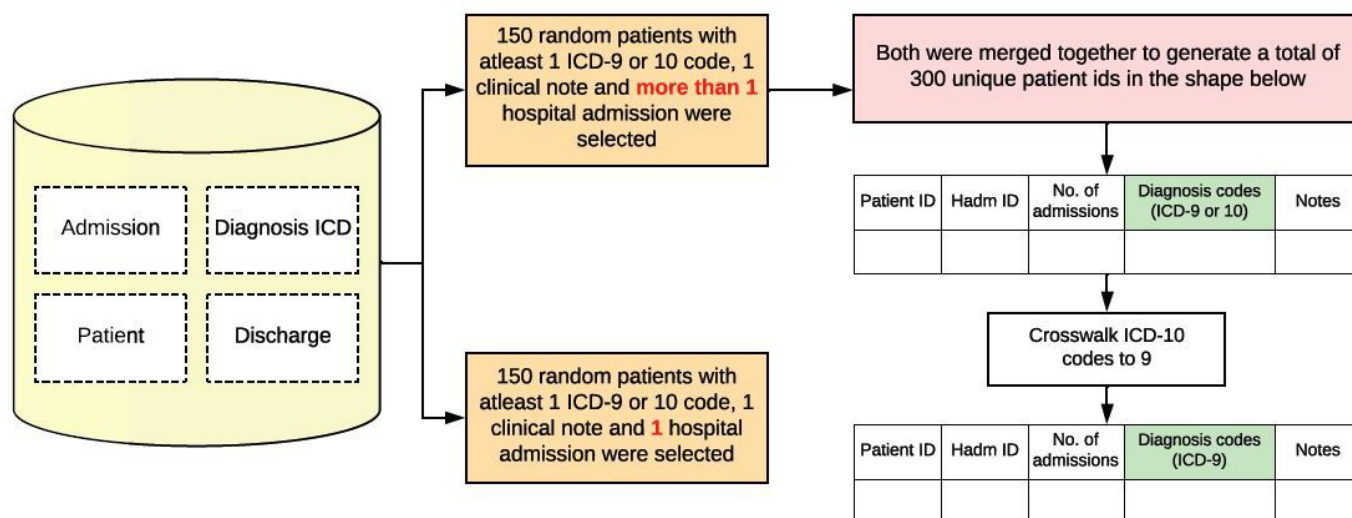 Admission
Diagnosis ICD
Patient
Discharge
150 random patients with
atleast 1 ICD-9 or 10 code, 1
clinical note and more than 1
hospital admission were
selected
150 random patients with
atleast 1 ICD-9 or 10 code, 1
clinical note and 1 hospital
admission were selected
Both were merged together to generate a total of
300 unique patient ids in the shape below
Patient ID
Hadm ID
No. of
admissions
Diagnosis codes
(ICD-9 or 10)
Notes
Crosswalk ICD-10
codes to 9
Patient ID
Hadm ID
No. of
admissions
Diagnosis codes
(ICD-9)
Notes